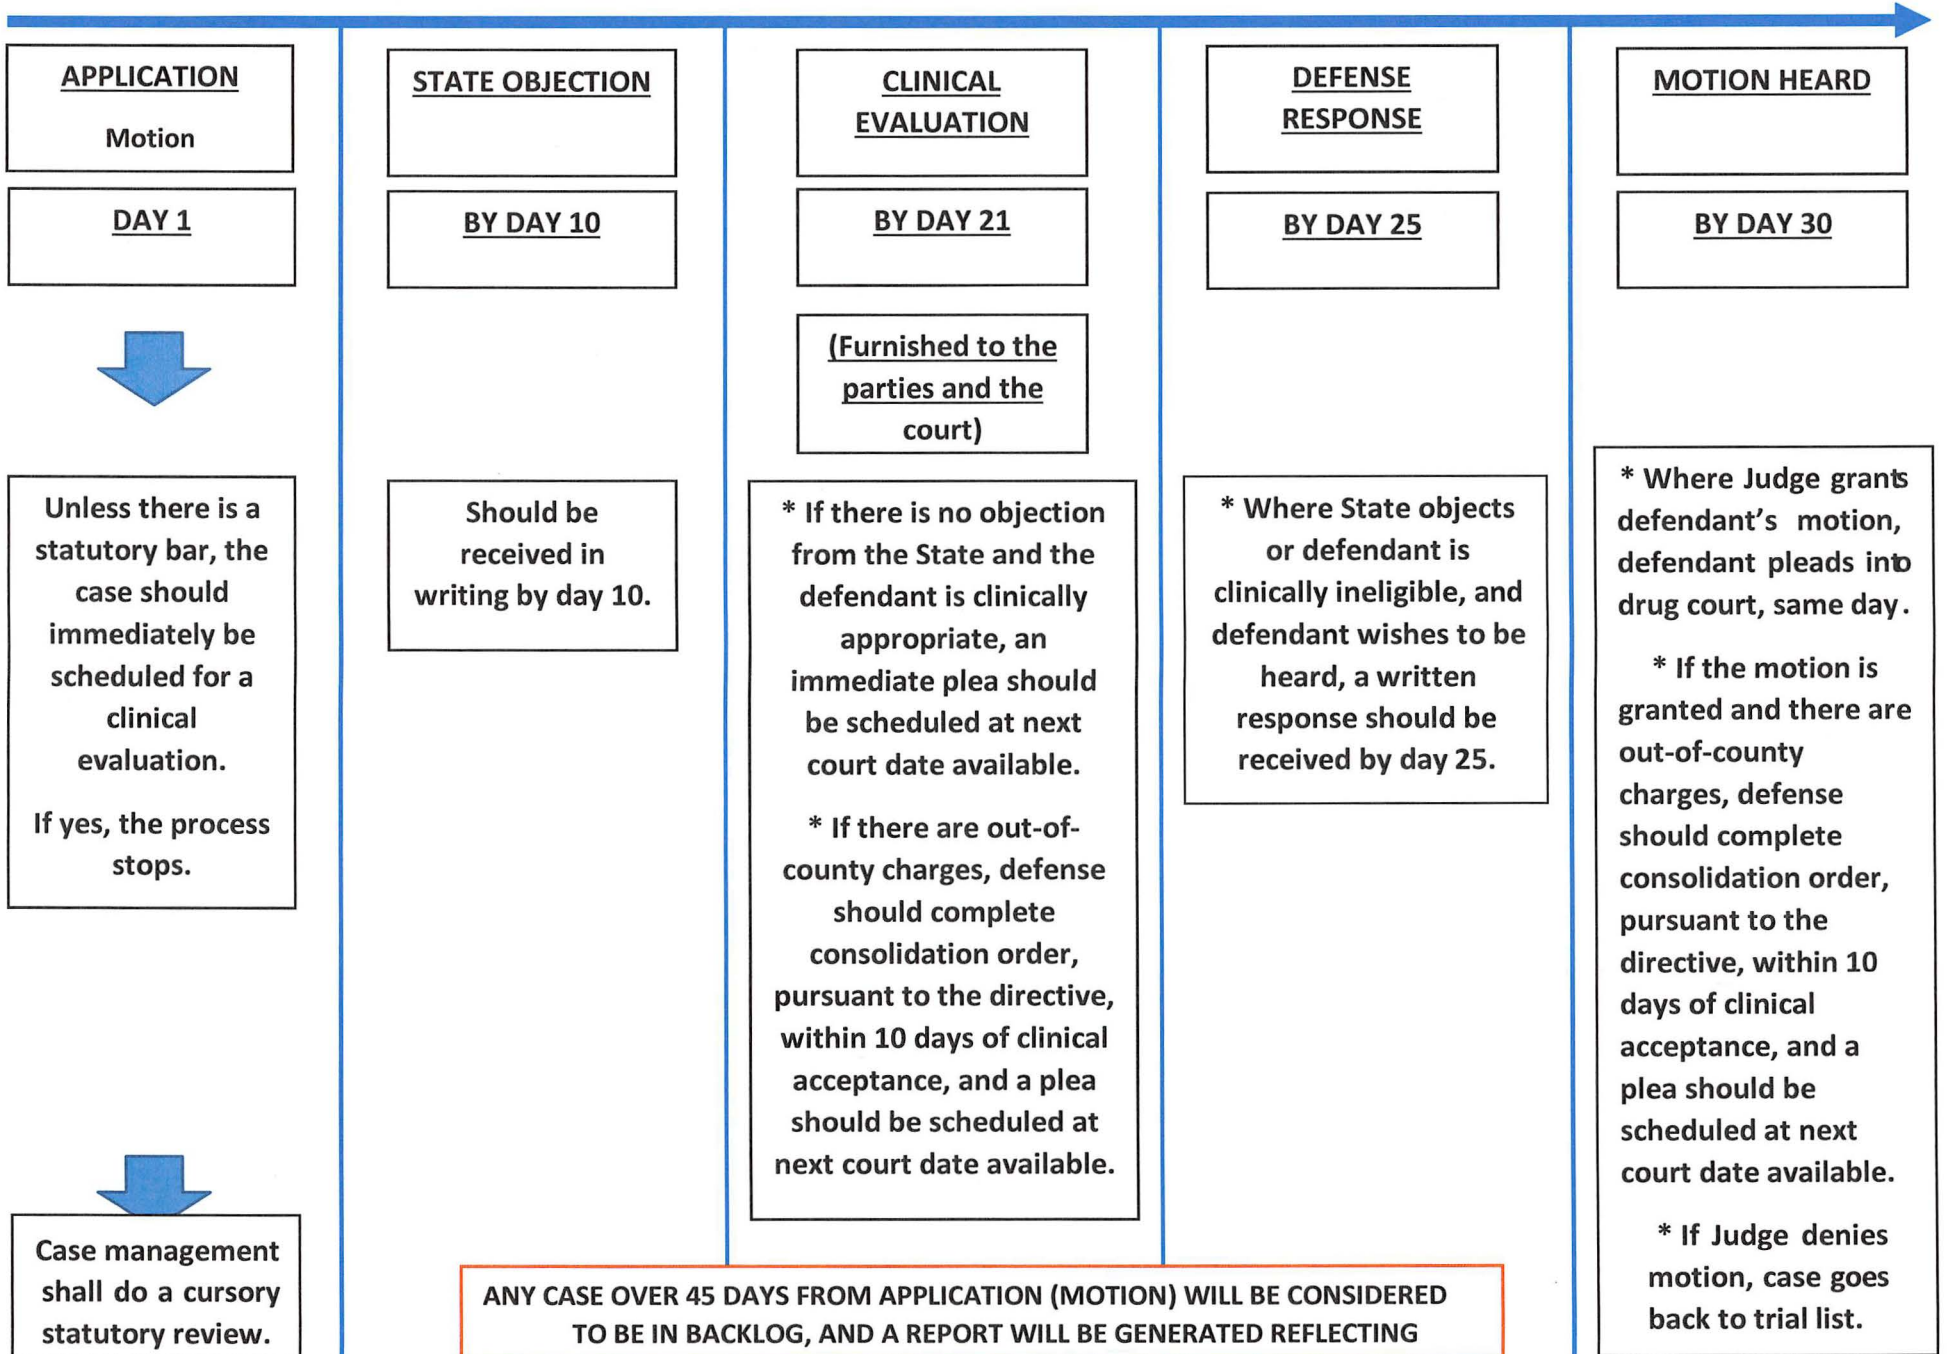 APPLICATION
Motion
DAY 1
Unless there is a
statutory bar, the
case should
immediately be
scheduled for a
clinical
evaluation.
If yes, the process
stops.
Case management
shall do a cursory
statutory review.
STATE OBJECTION
BY DAY 10
Should be
received in
writing by day 10.
CLINICAL
EVALUATION
BY DAY 21
(Furnished to the
parties and the
court)
* If there is no objection
from the State and the
defendant is clinically
appropriate, an
immediate plea should
be scheduled at next
court date available.
* If there are out-of-
county charges, defense
should complete
consolidation order,
pursuant to the directive,
within 10 days of clinical
acceptance, and a plea
should be scheduled at
next court date available.
DEFENSE
RESPONSE
BY DAY 25
* Where State objects
or defendant is
clinically ineligible, and
defendant wishes to be
heard, a written
response should be
received by day 25.
MOTION HEARD
BY DAY 30
* Where Judge grants
defendant's motion,
defendant pleads into
drug court, same day.
* If the motion is
granted and there are
out-of-county
charges, defense
should complete
consolidation order,
pursuant to the
directive, within 10
days of clinical
acceptance, and a
plea should be
scheduled at next
court date available.
* If Judge denies
motion, case goes
back to trial list.
ANY CASE OVER 45 DAYS FROM APPLICATION (MOTION) WILL BE CONSIDERED
TO BE IN BACKLOG, AND A REPORT WILL BE GENERATED REFLECTING